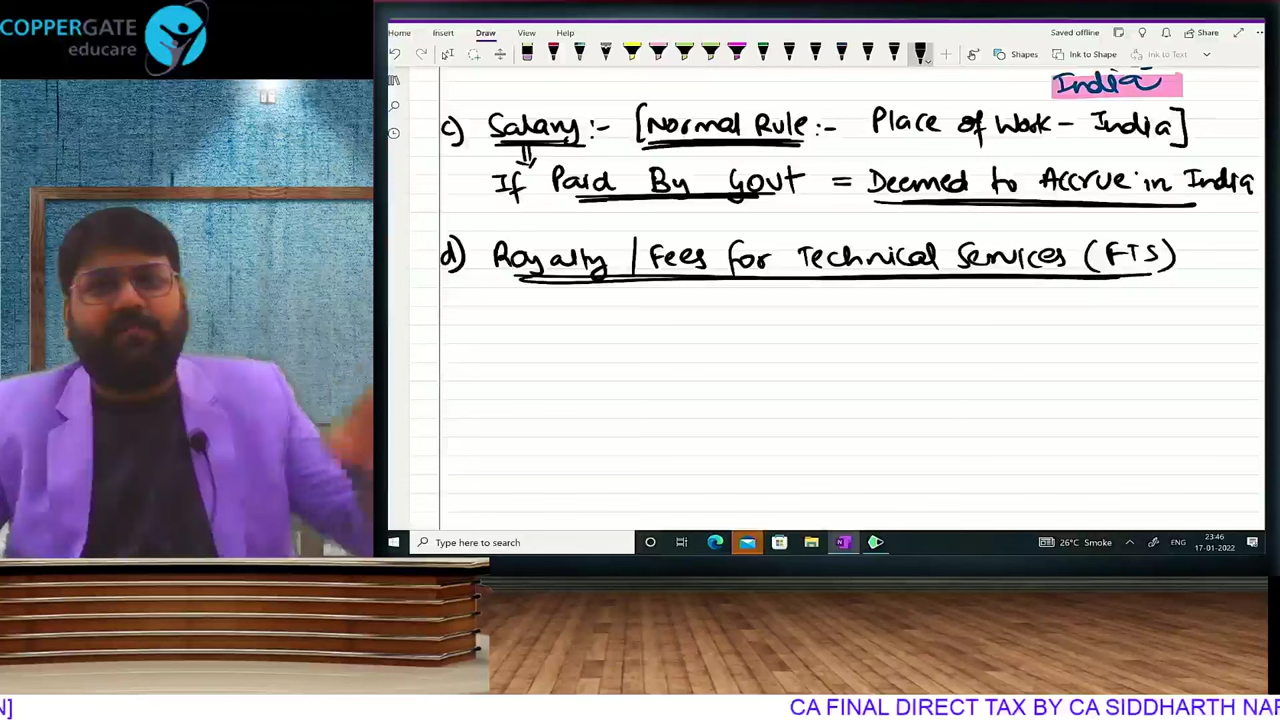 COPPERGATE
educare
Home Insert Draw View Help
Saved offline
Share
Shapes
Ink to Shape
Ink to Text
India
c) Salary :- [Normal Rule :- Place of Work - India]
If Paid By Govt = Deemed to Accrue in India
d) Royalty | Fees for Technical Services (FTS)
Type here to search
26°C Smoke
ENG
23:46
17-01-2022
N]
CA FINAL DIRECT TAX BY CA SIDDHARTH